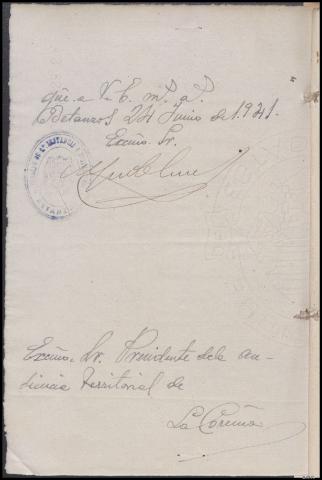 que a V. E. m.s a.s
Betanzos 24 Junio de 1.941.
Excmo. Sr.
Excmo. Sr. Presidente de la au-
diencia Territorial de
La Coruña